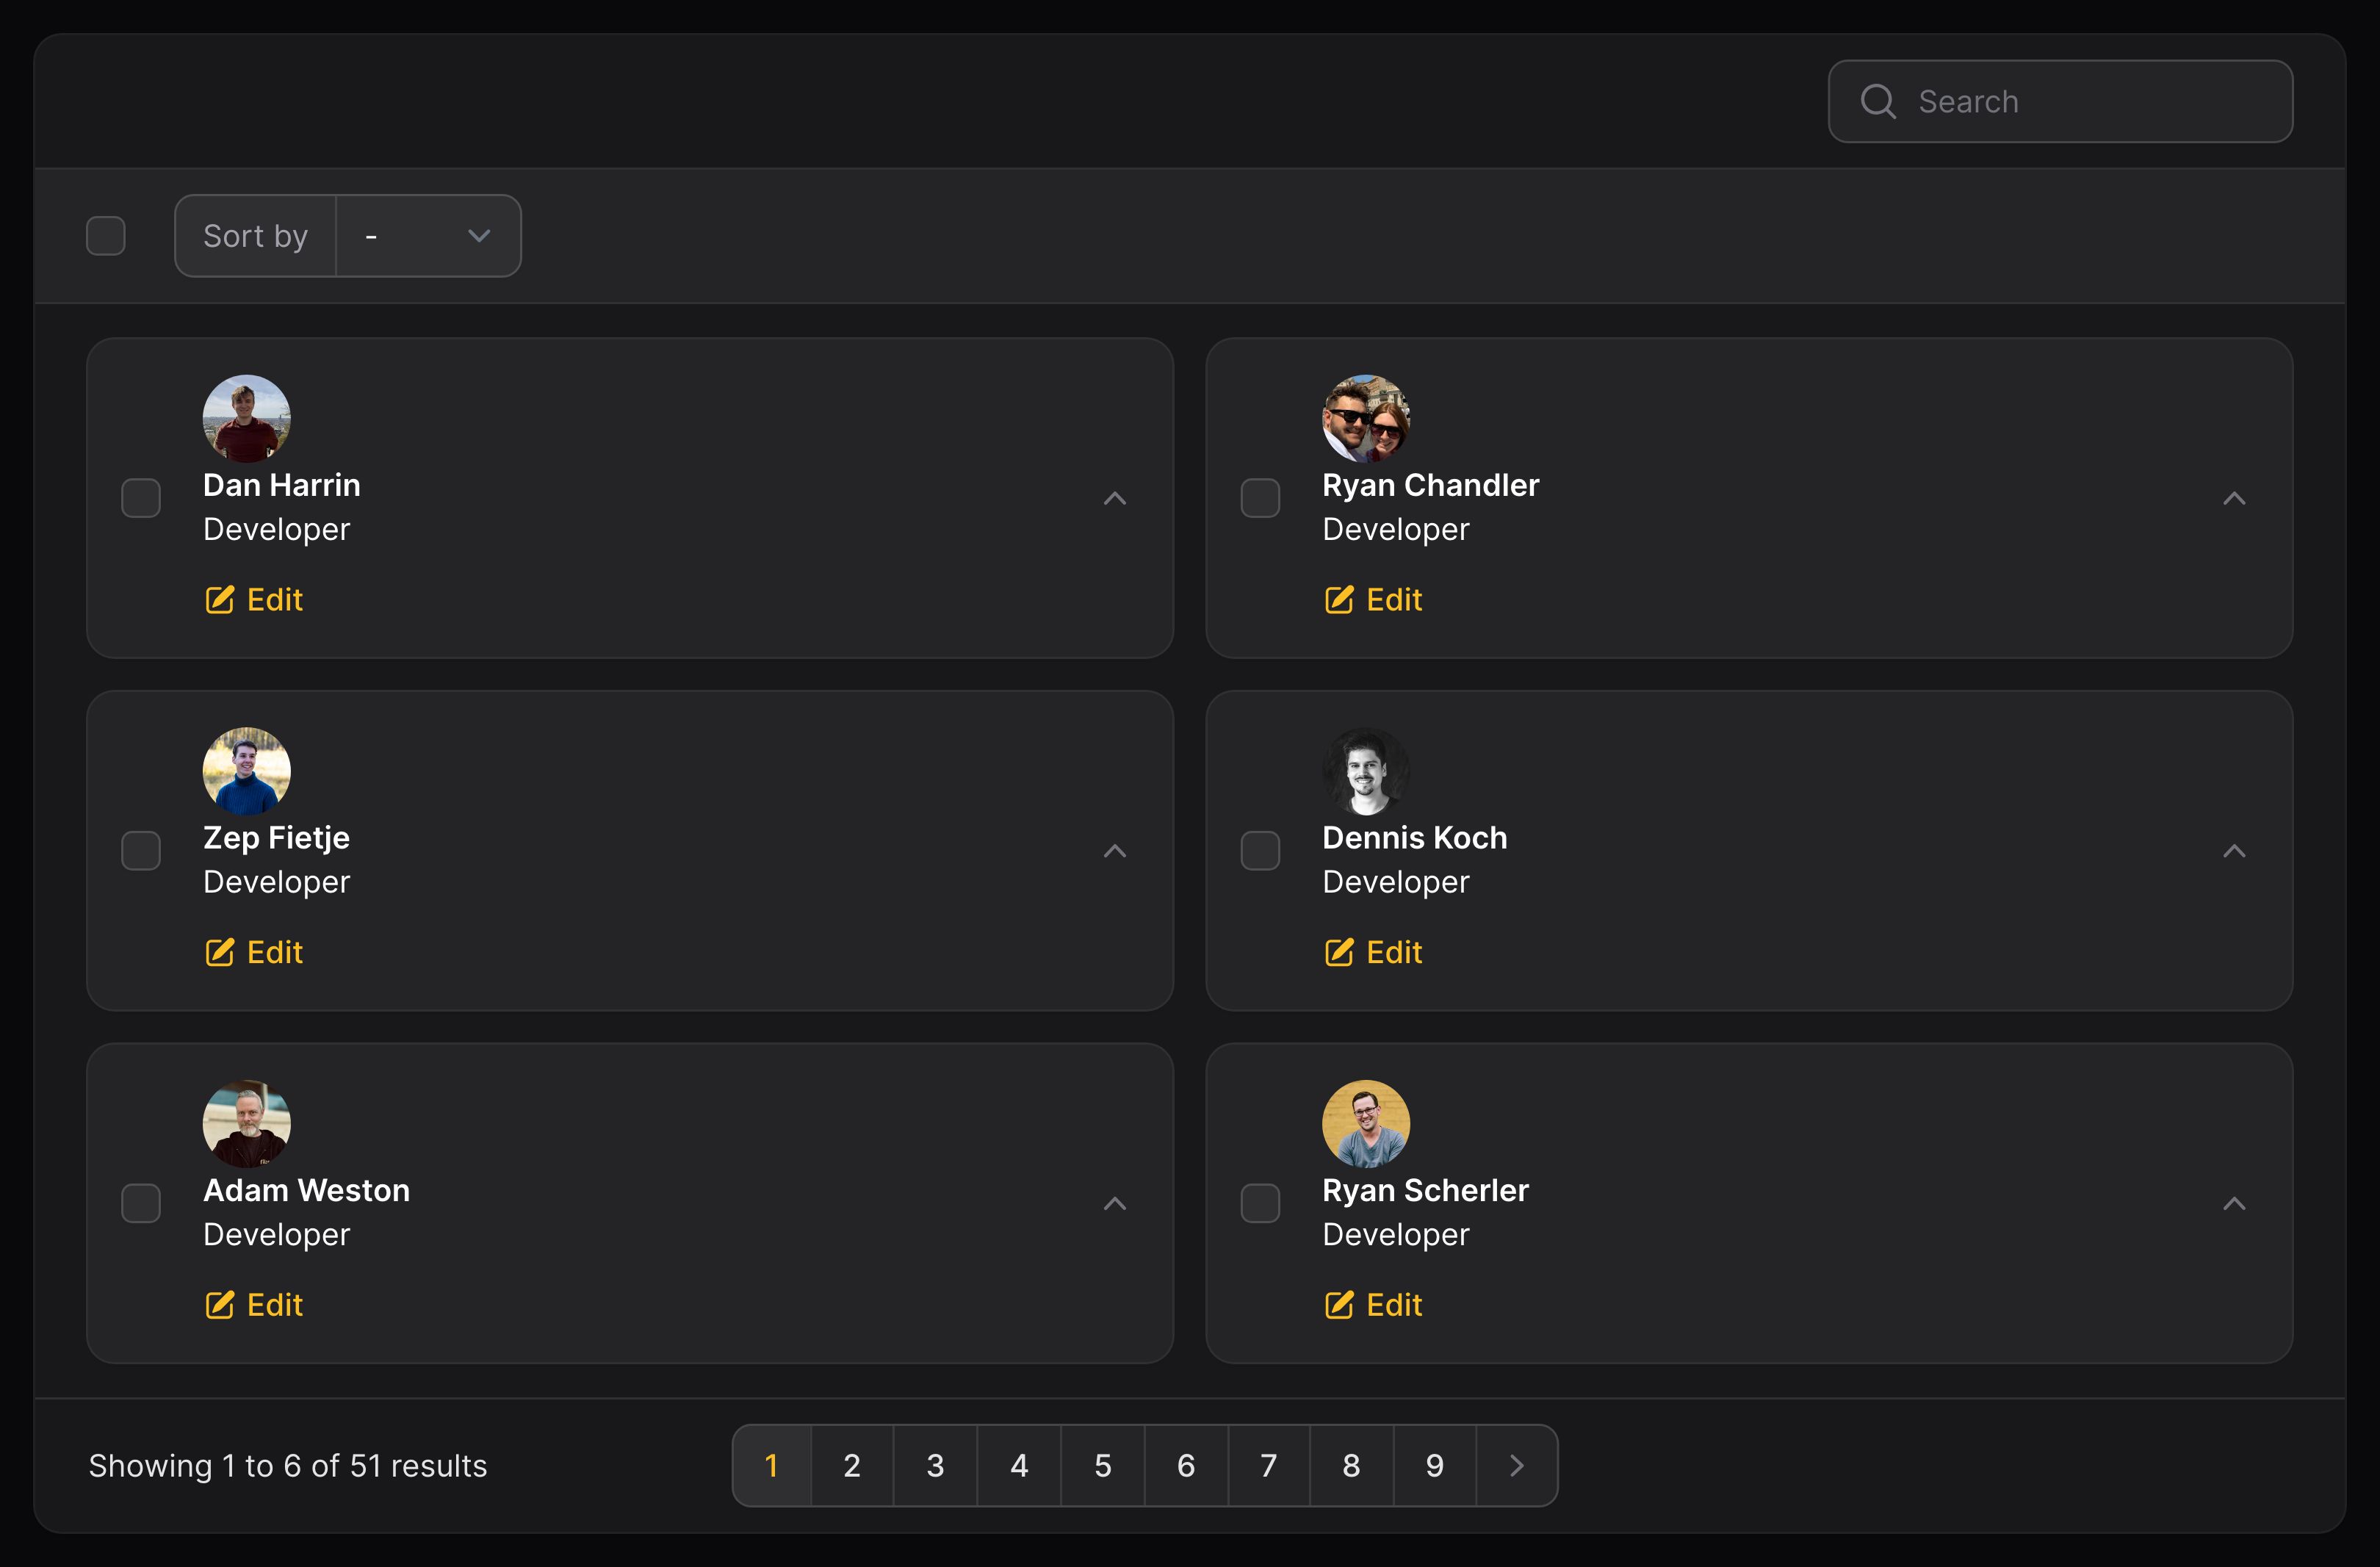 Search
Sort by -
Dan Harrin
Developer
Edit
Ryan Chandler
Developer
Edit
Zep Fietje
Developer
Edit
Dennis Koch
Developer
Edit
Adam Weston
Developer
Edit
Ryan Scherler
Developer
Edit
Showing 1 to 6 of 51 results
1 2 3 4 5 6 7 8 9